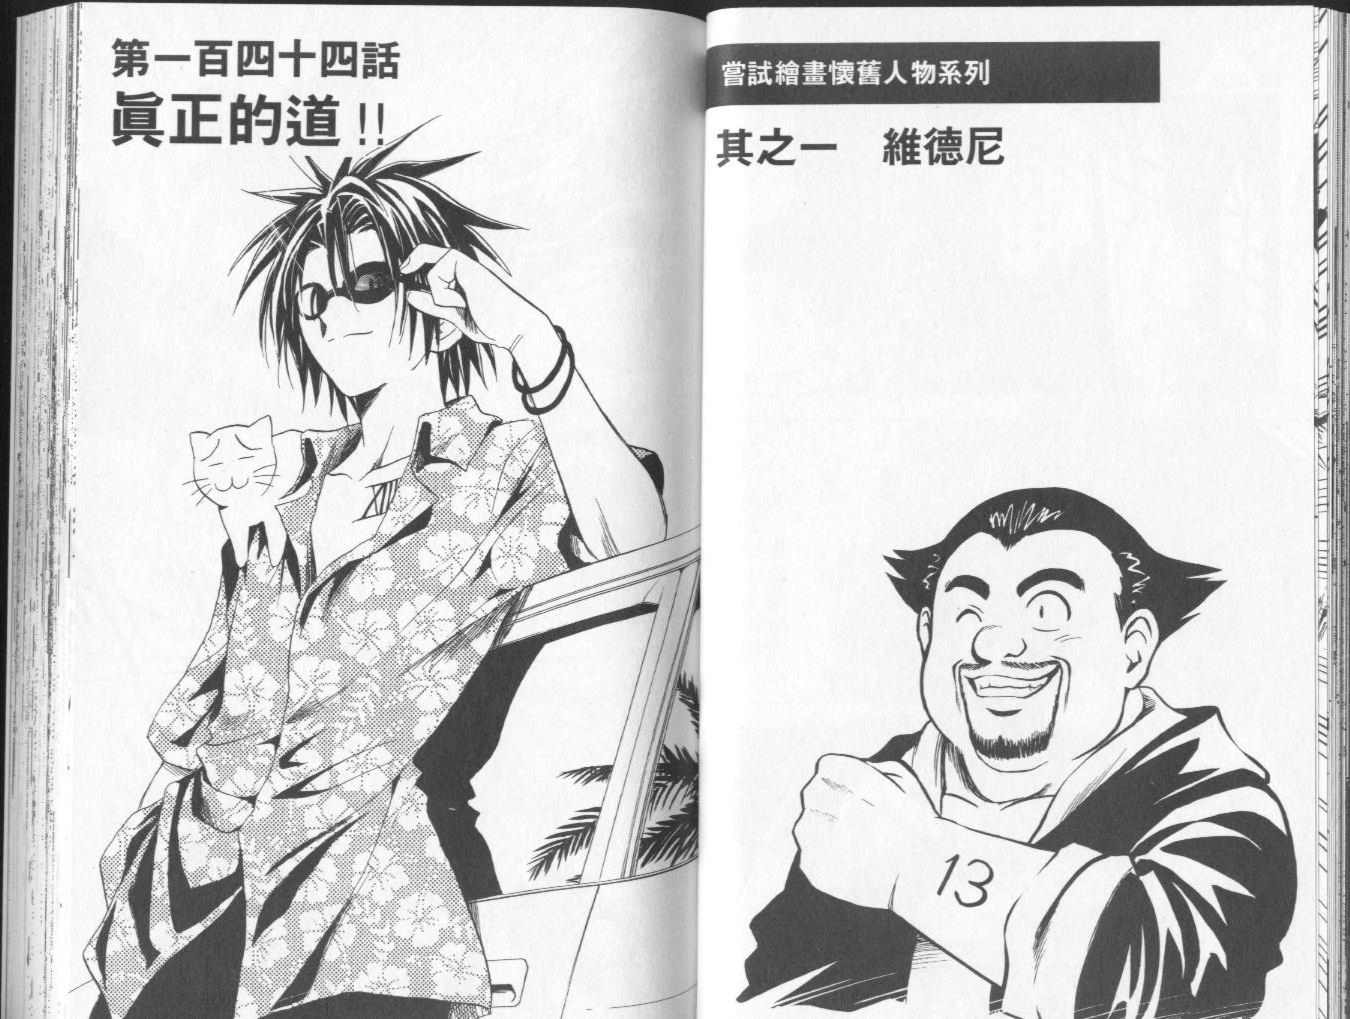 第一百四十四話
眞正的道!!
嘗試繪畫懷舊人物系列
其之一　維德尼
13